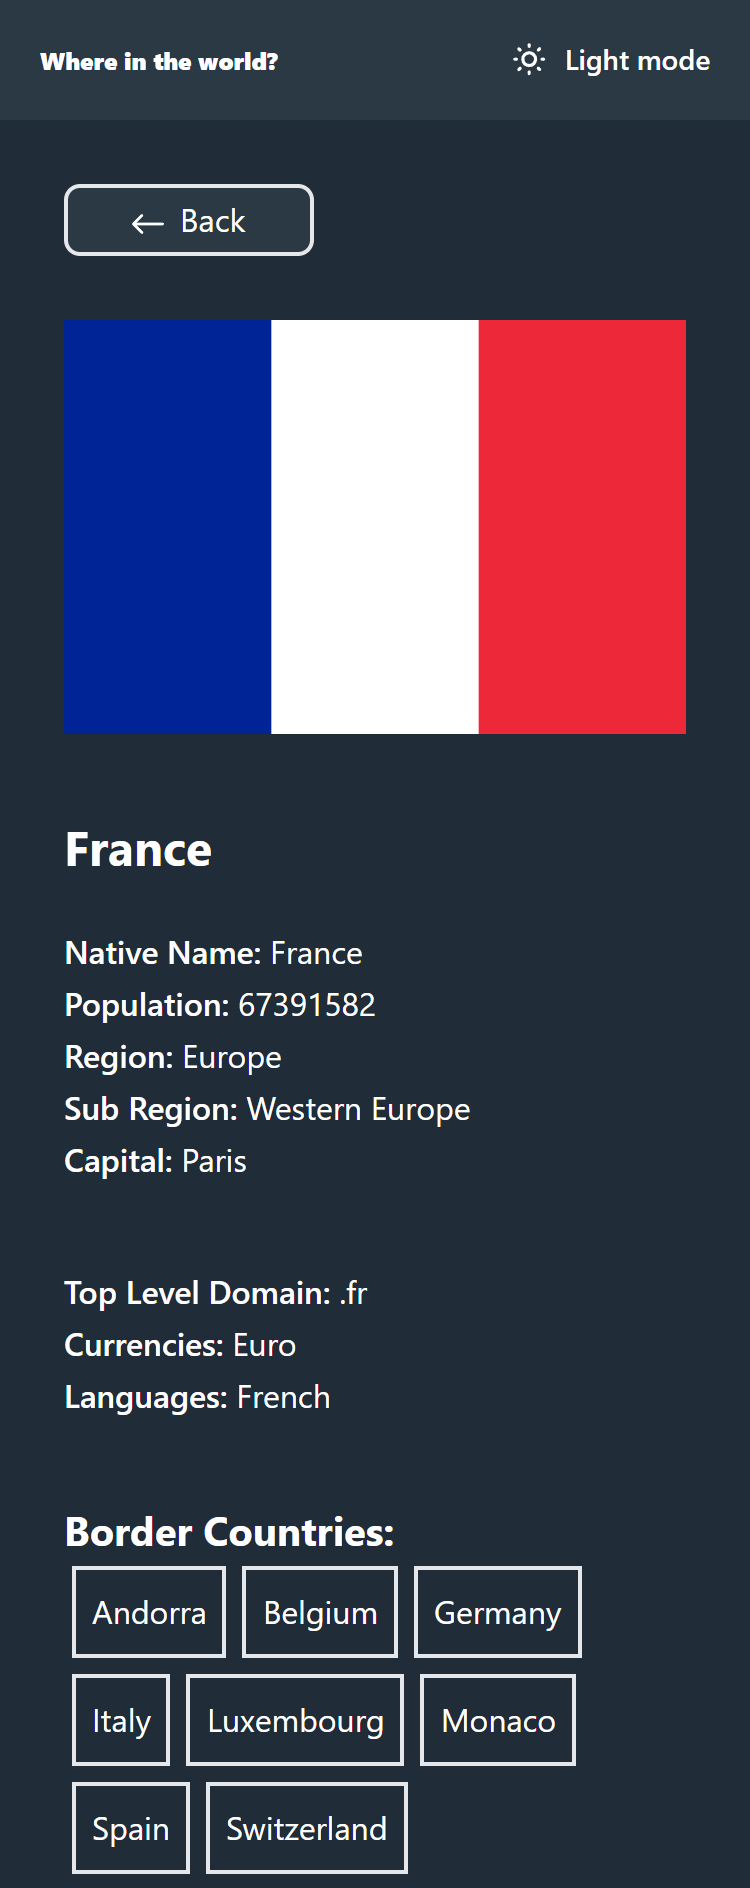 Where in the world?
Light mode
Back
France
Native Name: France
Population: 67391582
Region: Europe
Sub Region: Western Europe
Capital: Paris
Top Level Domain: .fr
Currencies: Euro
Languages: French
Border Countries:
Andorra Belgium Germany
Italy Luxembourg Monaco
Spain Switzerland